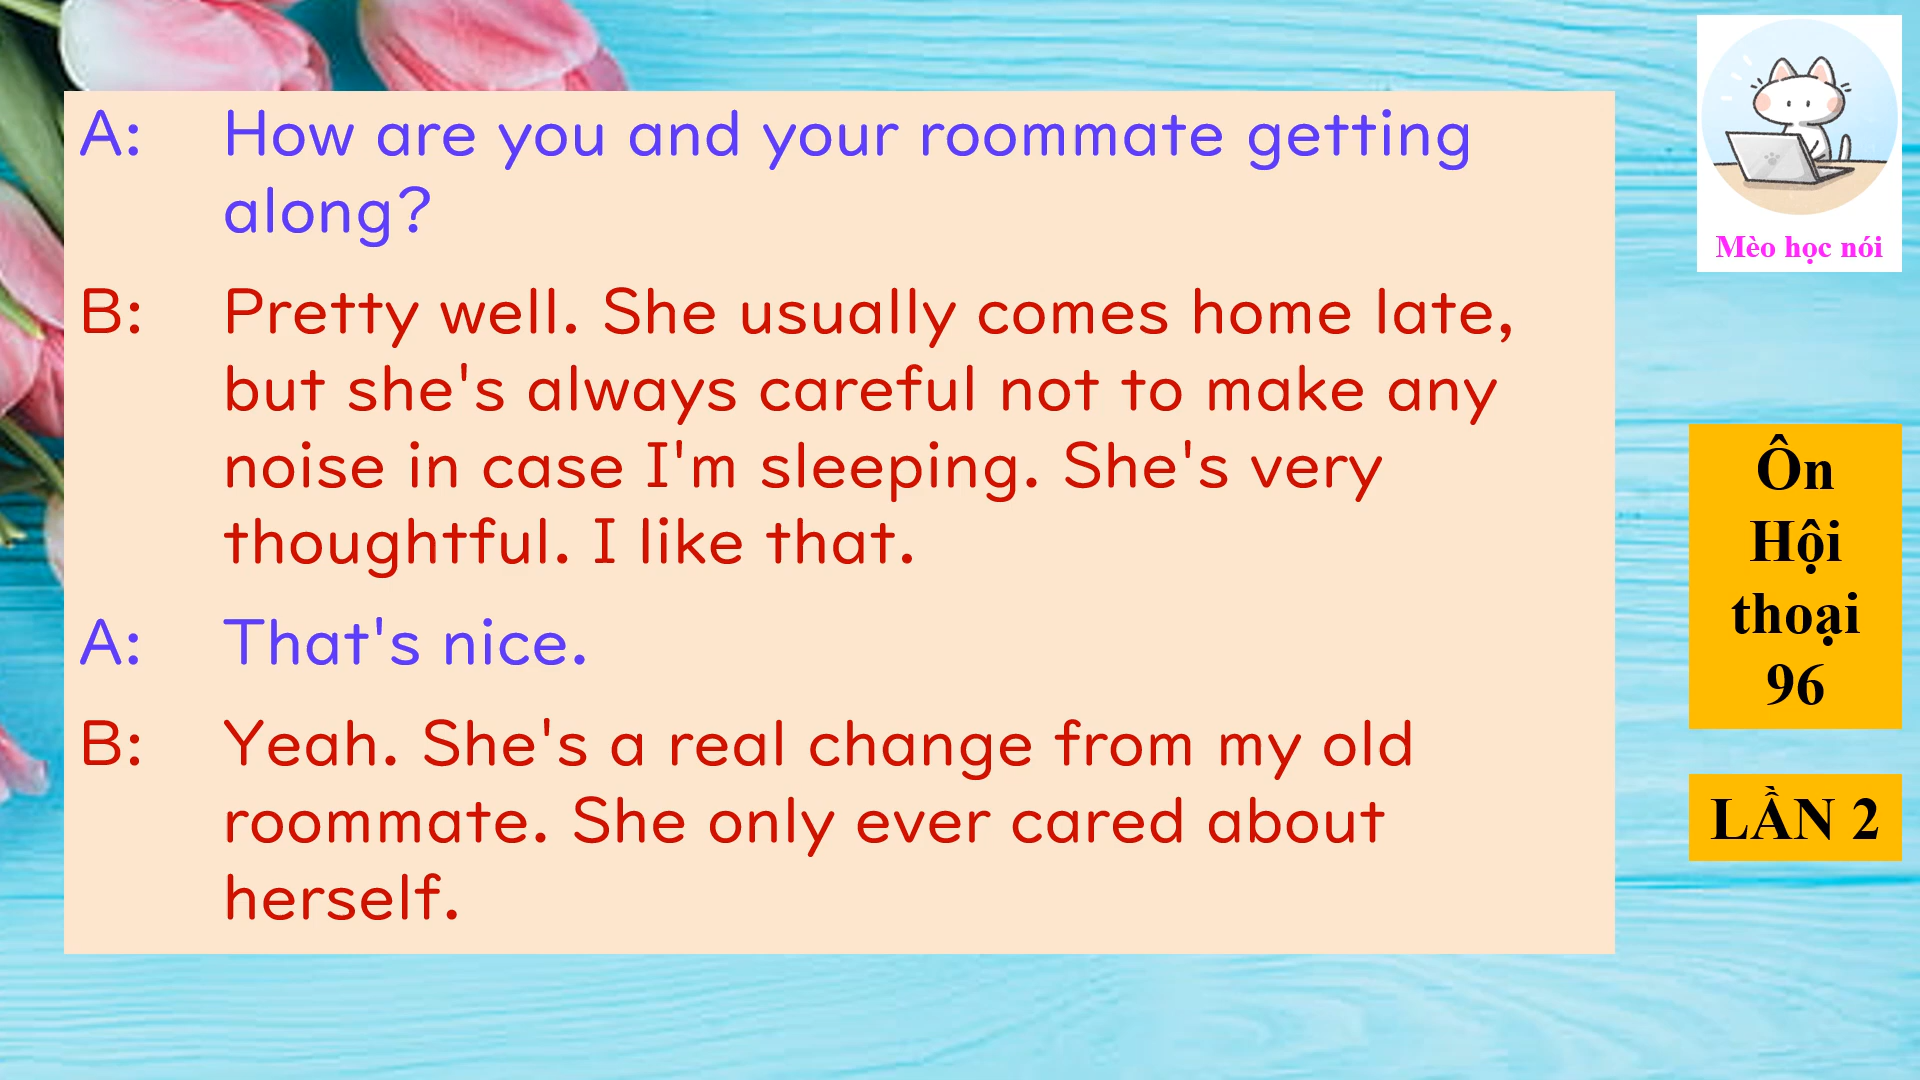 A: How are you and your roommate getting
along?
B: Pretty well. She usually comes home late,
but she's always careful not to make any
noise in case I'm sleeping. She's very
thoughtful. I like that.
A: That's nice.
B: Yeah. She's a real change from my old
roommate. She only ever cared about
herself.
Mèo học nói
Ôn
Hội
thoại
96
LẦN 2